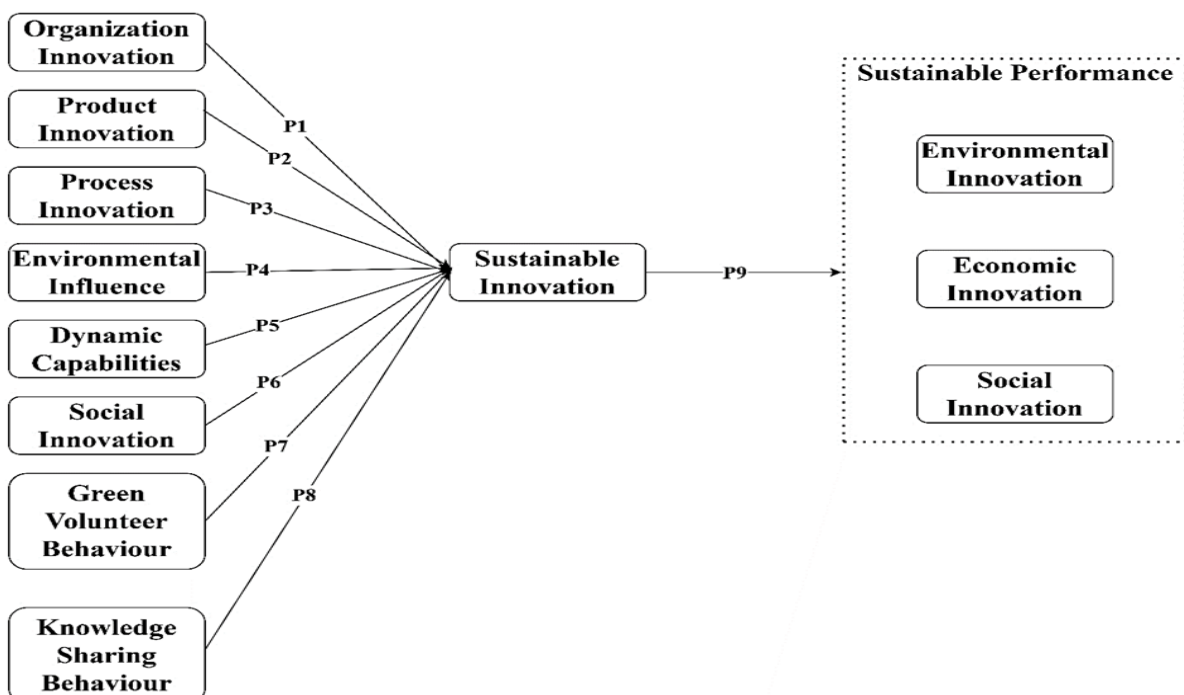 Organization
Innovation
Product
Innovation
Process
Innovation
Environmental
Influence
Dynamic
Capabilities
Social
Innovation
Green
Volunteer
Behaviour
Knowledge
Sharing
Behaviour
P1
P2
P3
P4
P5
P6
P7
P8
Sustainable
Innovation
P9
Sustainable Performance
Environmental
Innovation
Economic
Innovation
Social
Innovation